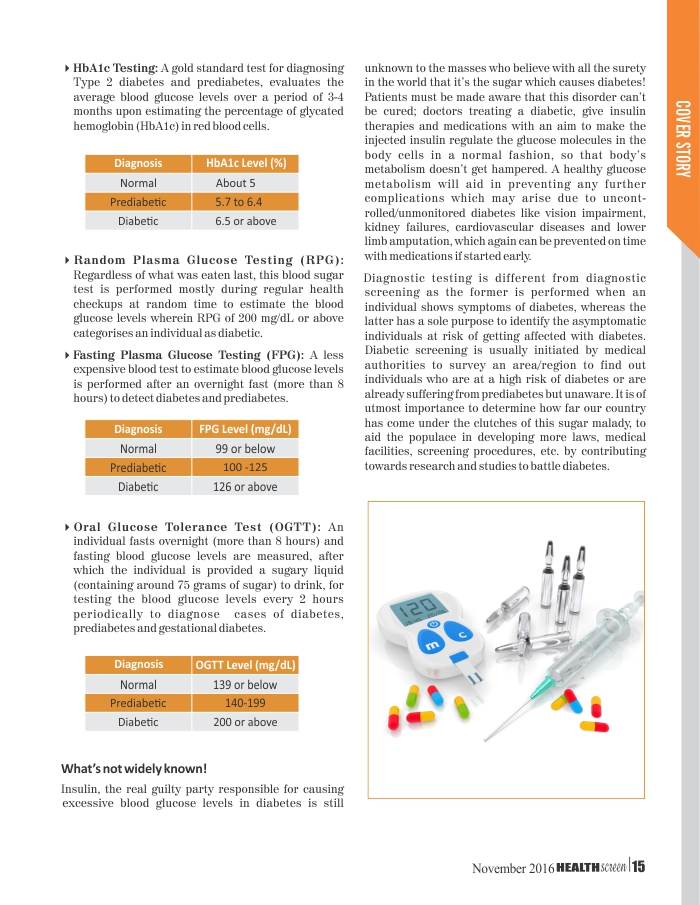 HbA1c Testing: A gold standard test for diagnosing
Type 2 diabetes and prediabetes, evaluates the
average blood glucose levels over a period of 3-4
months upon estimating the percentage of glycated
hemoglobin (HbA1c) in red blood cells.
Diagnosis HbA1c Level (%)
Normal About 5
Prediabetic 5.7 to 6.4
Diabetic 6.5 or above
Random Plasma Glucose Testing (RPG):
Regardless of what was eaten last, this blood sugar
test is performed mostly during regular health
checkups at random time to estimate the blood
glucose levels wherein RPG of 200 mg/dL or above
categorises an individual as diabetic.
Fasting Plasma Glucose Testing (FPG): A less
expensive blood test to estimate blood glucose levels
is performed after an overnight fast (more than 8
hours) to detect diabetes and prediabetes.
Diagnosis FPG Level (mg/dL)
Normal 99 or below
Prediabetic 100 -125
Diabetic 126 or above
Oral Glucose Tolerance Test (OGTT): An
individual fasts overnight (more than 8 hours) and
fasting blood glucose levels are measured, after
which the individual is provided a sugary liquid
(containing around 75 grams of sugar) to drink, for
testing the blood glucose levels every 2 hours
periodically to diagnose cases of diabetes,
prediabetes and gestational diabetes.
Diagnosis OGTT Level (mg/dL)
Normal 139 or below
Prediabetic 140-199
Diabetic 200 or above
What's not widely known!
Insulin, the real guilty party responsible for causing
excessive blood glucose levels in diabetes is still
unknown to the masses who believe with all the surety
in the world that it's the sugar which causes diabetes!
Patients must be made aware that this disorder can't
be cured; doctors treating a diabetic, give insulin
therapies and medications with an aim to make the
injected insulin regulate the glucose molecules in the
body cells in a normal fashion, so that body's
metabolism doesn't get hampered. A healthy glucose
metabolism will aid in preventing any further
complications which may arise due to uncont-
rolled/unmonitored diabetes like vision impairment,
kidney failures, cardiovascular diseases and lower
limb amputation, which again can be prevented on time
with medications if started early.
Diagnostic testing is different from diagnostic
screening as the former is performed when an
individual shows symptoms of diabetes, whereas the
latter has a sole purpose to identify the asymptomatic
individuals at risk of getting affected with diabetes.
Diabetic screening is usually initiated by medical
authorities to survey an area/region to find out
individuals who are at a high risk of diabetes or are
already suffering from prediabetes but unaware. It is of
utmost importance to determine how far our country
has come under the clutches of this sugar malady, to
aid the populace in developing more laws, medical
facilities, screening procedures, etc. by contributing
towards research and studies to battle diabetes.
120
m
c
COVER STORY
November 2016 HEALTHscreen 15